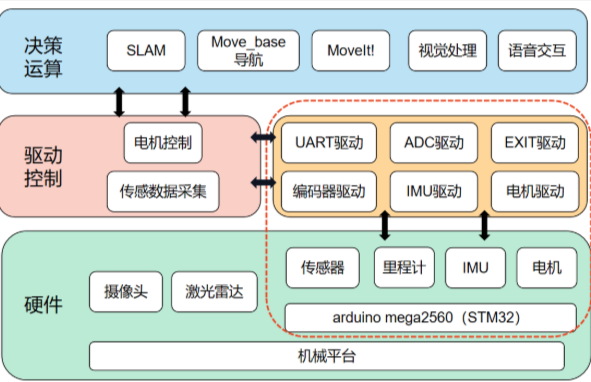 决策
运算
SLAM
Move_base
导航
MoveIt!
视觉处理
语音交互
驱动
控制
电机控制
传感数据采集
UART驱动
ADC驱动
EXIT驱动
编码器驱动
IMU驱动
电机驱动
硬件
摄像头
激光雷达
传感器
里程计
IMU
电机
arduino mega2560（STM32）
机械平台